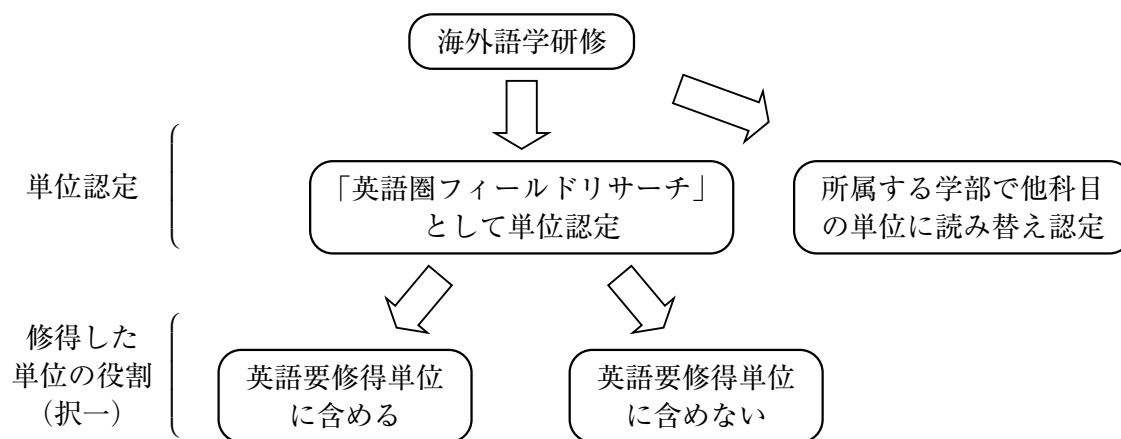 海外語学研修
単位認定
「英語圏フィールドリサーチ」
として単位認定
所属する学部で他科目
の単位に読み替え認定
修得した
単位の役割
（択一）
英語要修得単位
に含める
英語要修得単位
に含めない